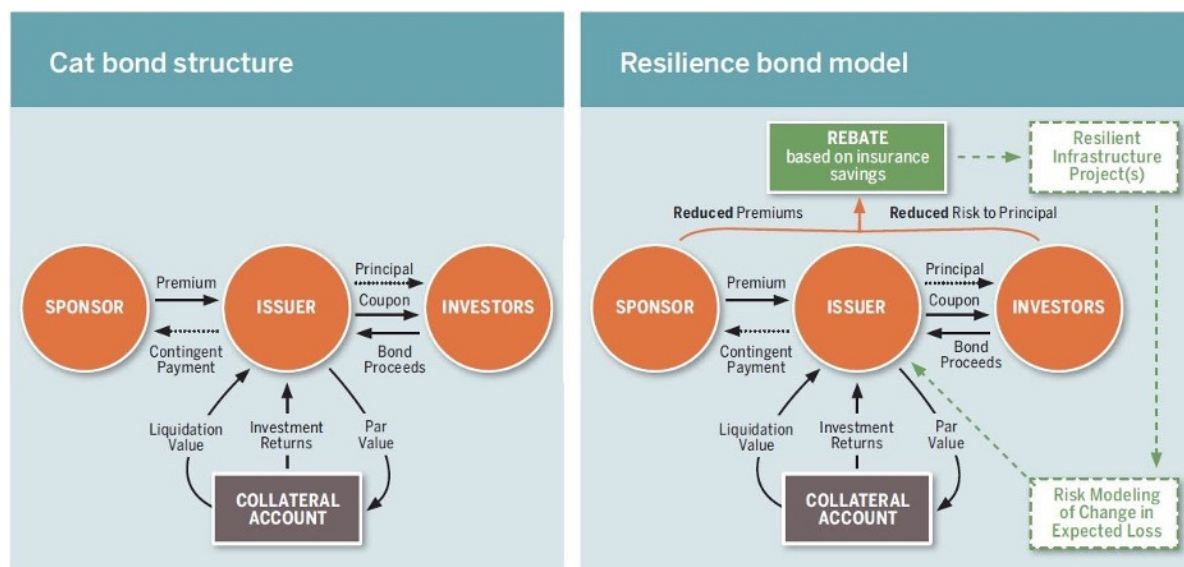 Cat bond structure
SPONSOR
Premium
Contingent
Payment
ISSUER
Principal
Coupon
Bond
Proceeds
INVESTORS
Liquidation
Value
Investment
Returns
Par
Value
COLLATERAL
ACCOUNT
Resilience bond model
REBATE
based on insurance
savings
Resilient
Infrastructure
Project(s)
Reduced Premiums
Reduced Risk to Principal
SPONSOR
Premium
Contingent
Payment
ISSUER
Principal
Coupon
Bond
Proceeds
INVESTORS
Liquidation
Value
Investment
Returns
Par
Value
COLLATERAL
ACCOUNT
Risk Modeling
of Change in
Expected Loss